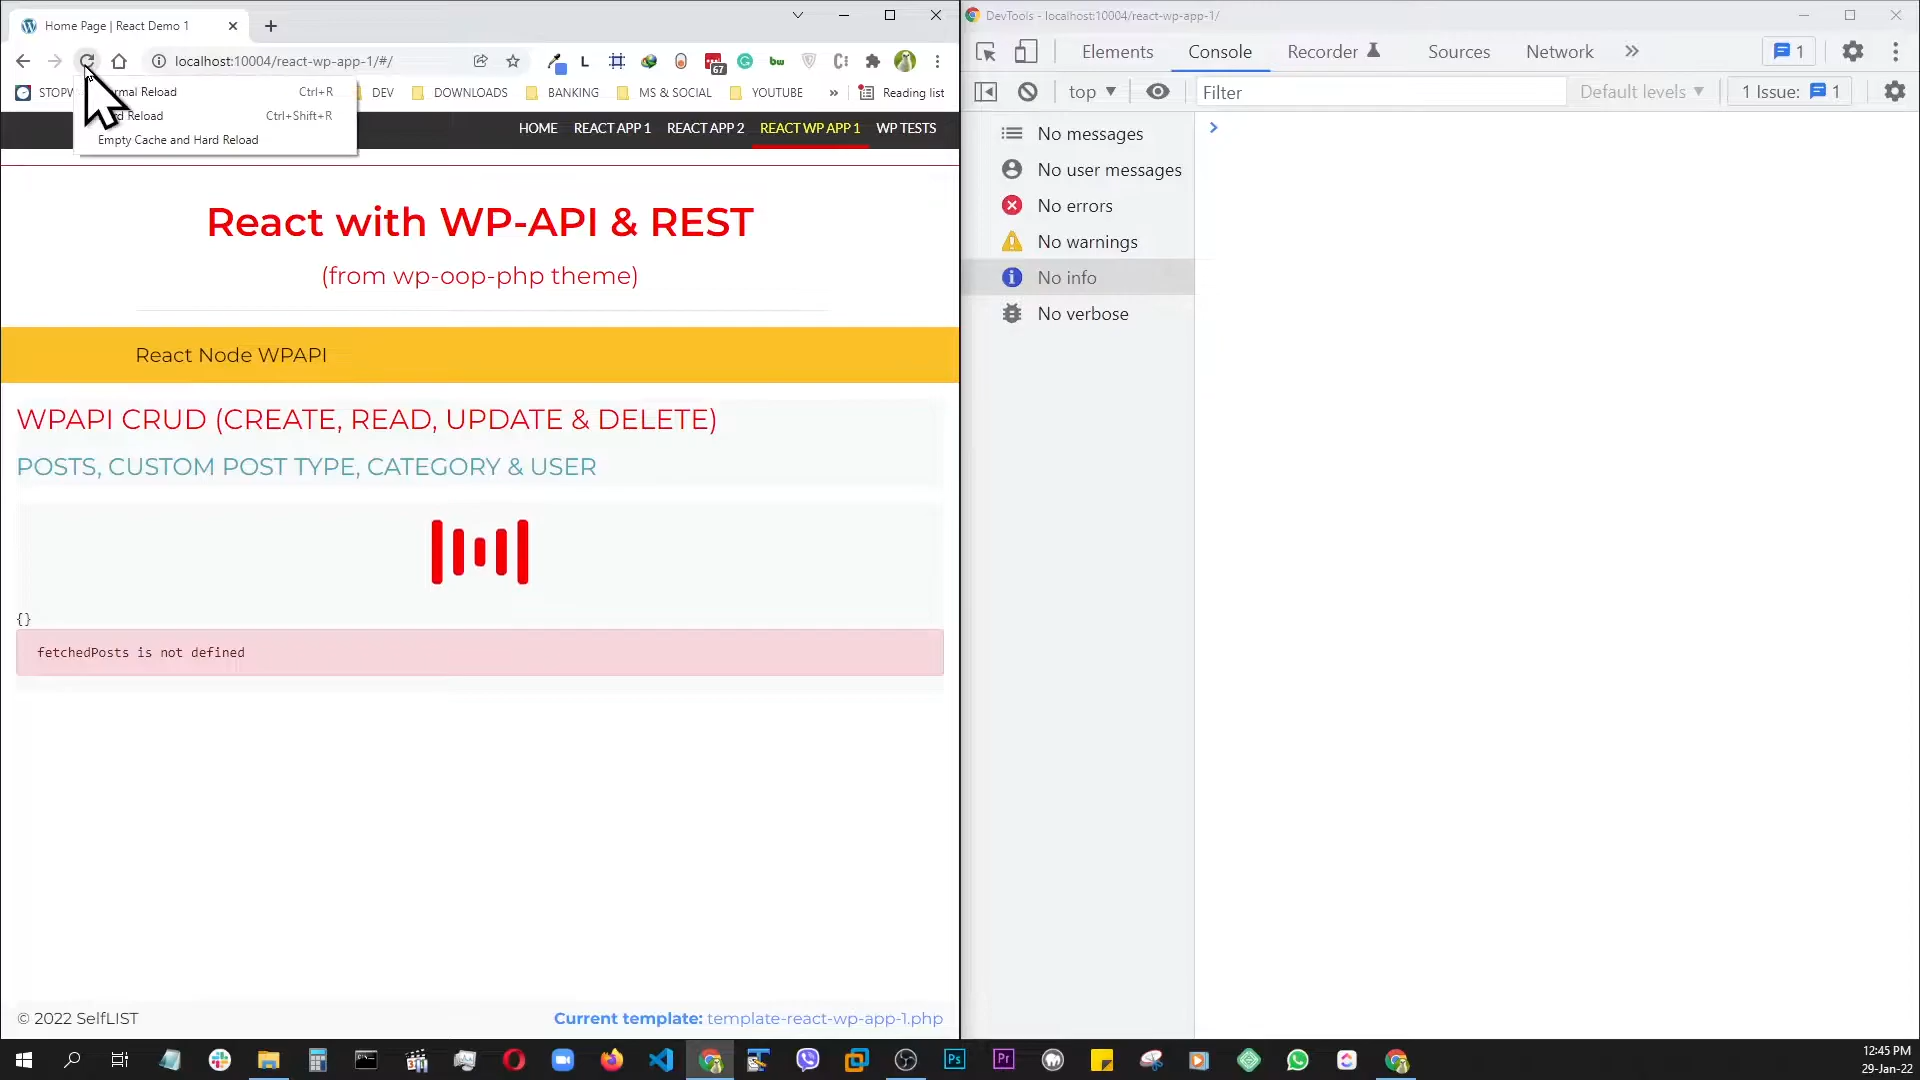 Home Page | React Demo 1
localhost:10004/react-wp-app-1/#/
67
bw
DEV
DOWNLOADS
BANKING
MS & SOCIAL
YOUTUBE
»
Reading list
Reload
Ctrl+R
Reload
Ctrl+Shift+R
Empty Cache and Hard Reload
HOME
REACT APP 1
REACT APP 2
REACT WP APP 1
WP TESTS
React with WP-API & REST
(from wp-oop-php theme)
React Node WPAPI
WPAPI CRUD (CREATE, READ, UPDATE & DELETE)
POSTS, CUSTOM POST TYPE, CATEGORY & USER
{}
fetchedPosts is not defined
© 2022 SelfLIST
Current template: template-react-wp-app-1.php
DevTools - localhost:10004/react-wp-app-1/
Elements
Console
Recorder
Sources
Network
»
1
top
Filter
Default levels
1 Issue: 1
No messages
No user messages
No errors
No warnings
No info
No verbose
Ps
Pr
12:45 PM
29-Jan-22